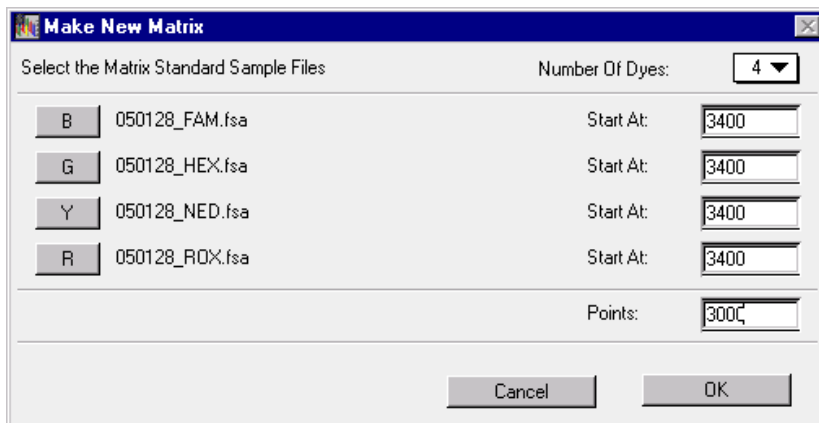 Make New Matrix
Select the Matrix Standard Sample Files Number Of Dyes: 4
B 050128_FAM.fsa Start At: 3400
G 050128_HEX.fsa Start At: 3400
Y 050128_NED.fsa Start At: 3400
R 050128_ROX.fsa Start At: 3400
Points: 3000
Cancel OK